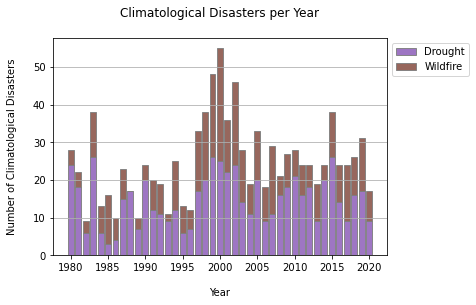 Climatological Disasters per Year
Drought
Wildfire
Number of Climatological Disasters
50
40
30
20
10
0
1980 1985 1990 1995 2000 2005 2010 2015 2020
Year